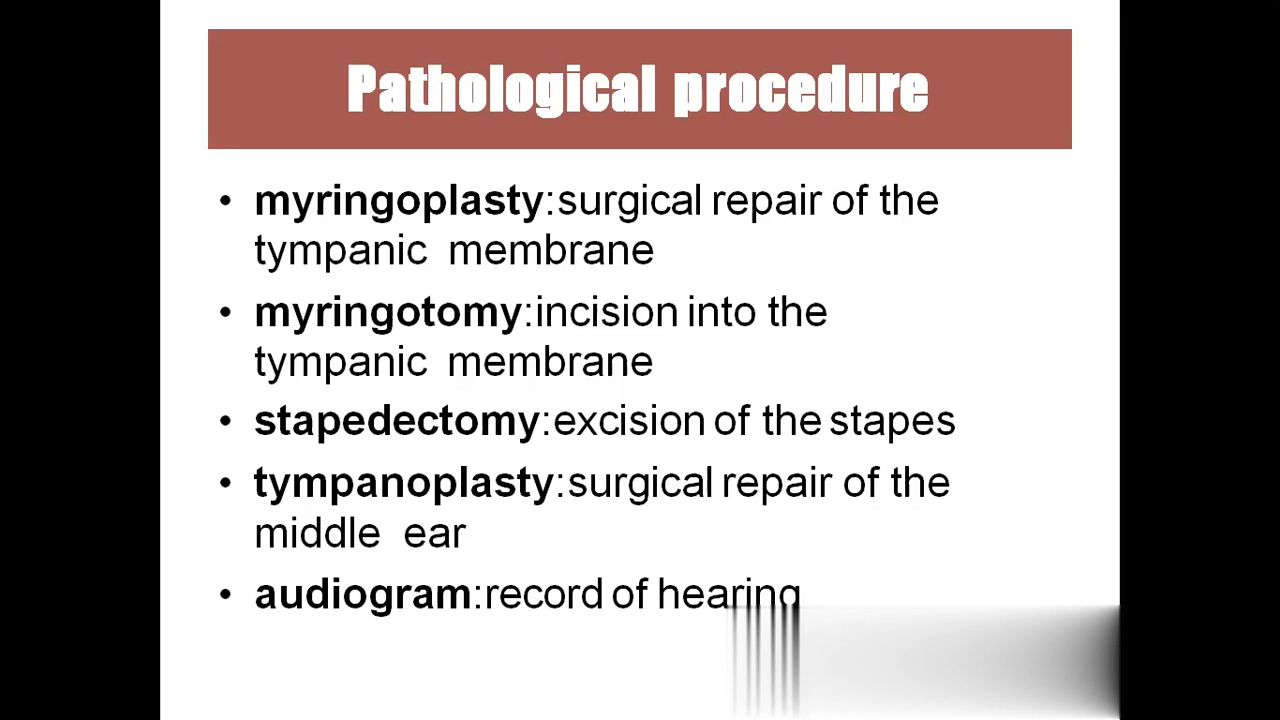 Pathological procedure
• myringoplasty:surgical repair of the
tympanic membrane
• myringotomy:incision into the
tympanic membrane
• stapedectomy:excision of the stapes
• tympanoplasty:surgical repair of the
middle ear
• audiogram:record of hearing